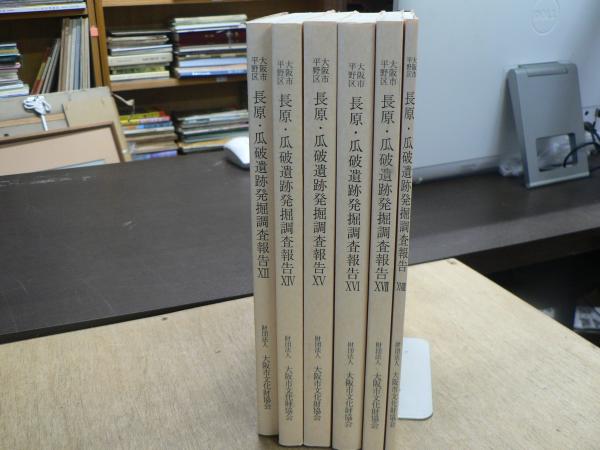 大阪市
平野区
長原・瓜破遺跡発掘調査報告XII
財団法人 大阪市文化財協会
大阪市
平野区
長原・瓜破遺跡発掘調査報告XIV
財団法人 大阪市文化財協会
大阪市
平野区
長原・瓜破遺跡発掘調査報告XV
財団法人 大阪市文化財協会
大阪市
平野区
長原・瓜破遺跡発掘調査報告XVI
財団法人 大阪市文化財協会
大阪市
平野区
長原・瓜破遺跡発掘調査報告XVII
財団法人 大阪市文化財協会
大阪市
平野区
長原・瓜破遺跡発掘調査報告XVIII
財団法人 大阪市文化財協会
DELL